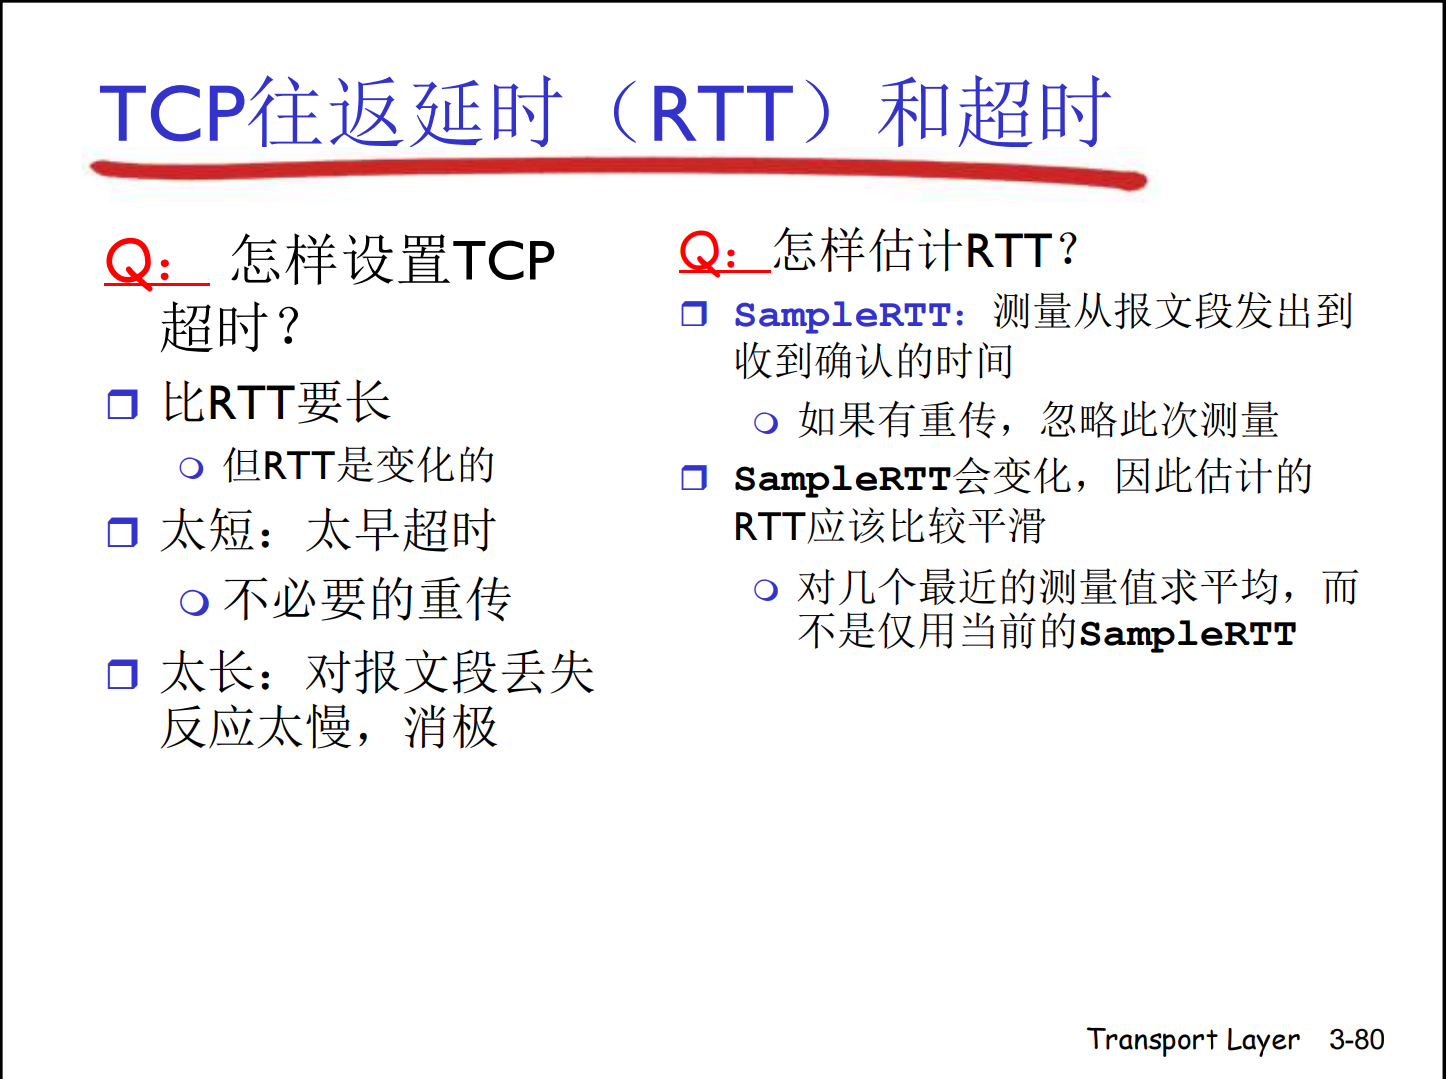 TCP往返延时（RTT）和超时
Q： 怎样设置TCP
超时？
比RTT要长
但RTT是变化的
太短：太早超时
不必要的重传
太长：对报文段丢失
反应太慢，消极
Q：怎样估计RTT？
SampleRTT：测量从报文段发出到
收到确认的时间
如果有重传，忽略此次测量
SampleRTT会变化，因此估计的
RTT应该比较平滑
对几个最近的测量值求平均，而
不是仅用当前的SampleRTT
Transport Layer 3-80